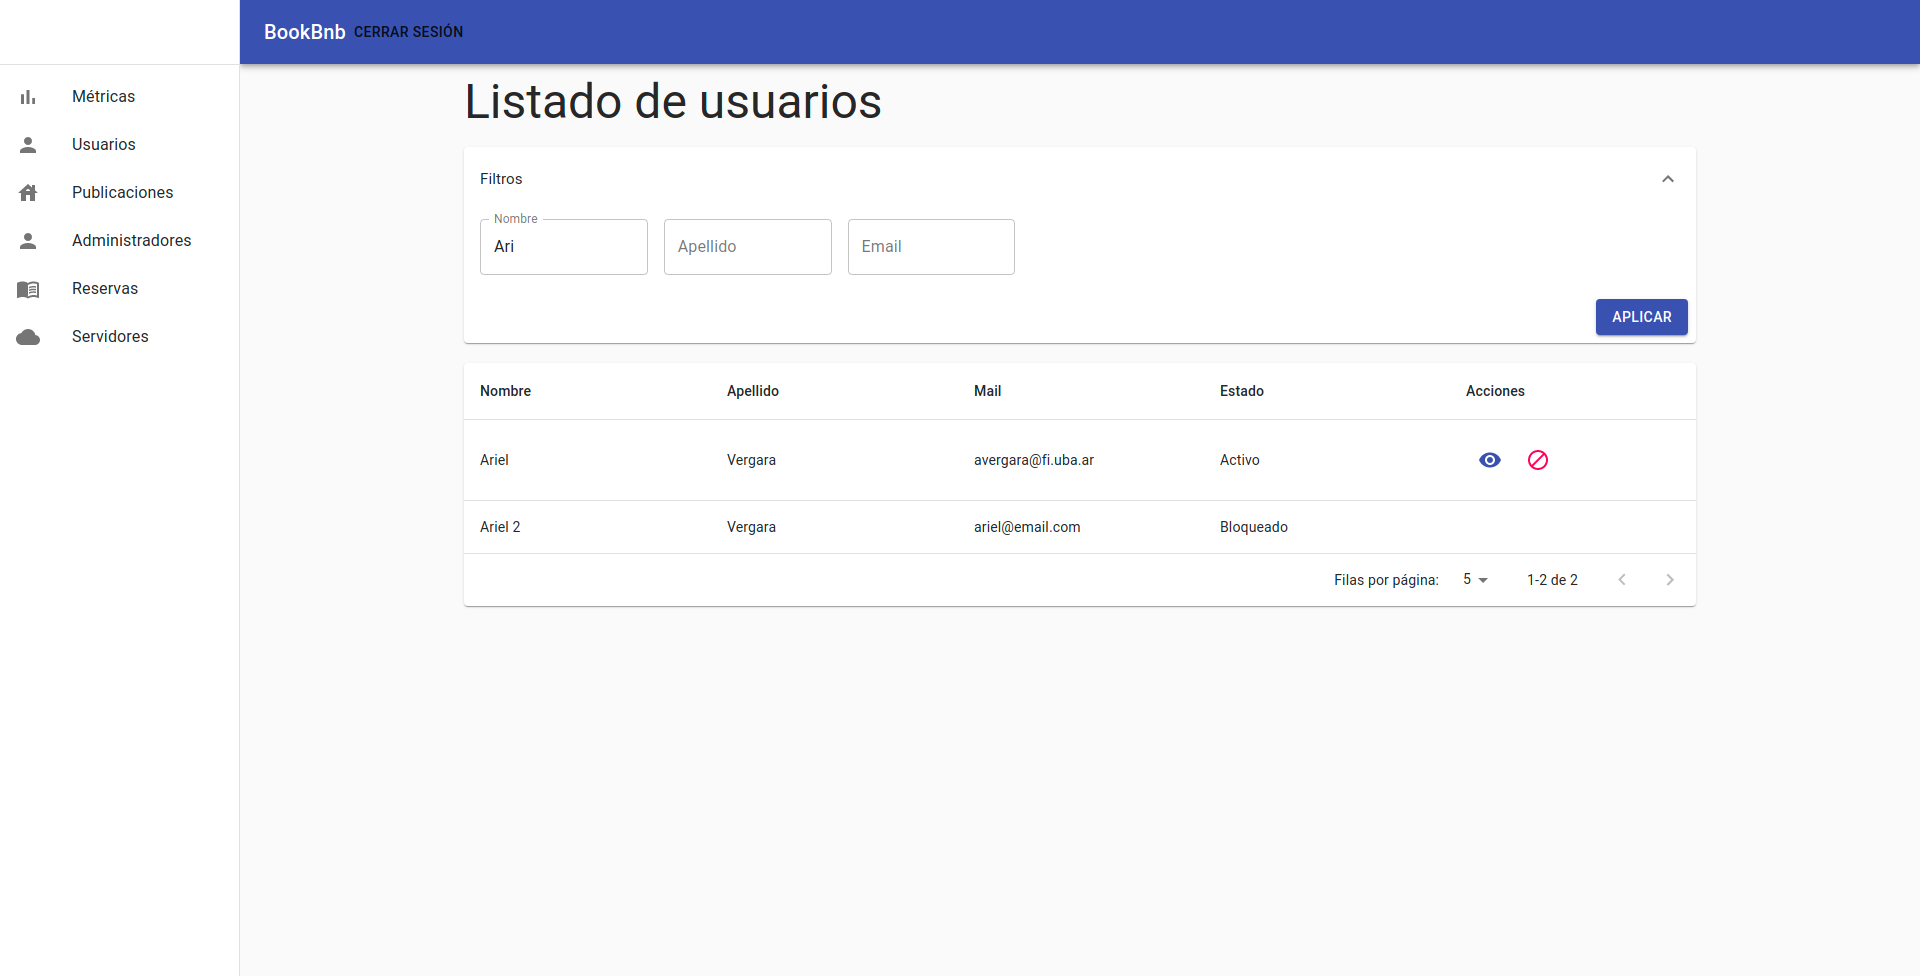 BookBnb CERRAR SESIÓN
Métricas
Usuarios
Publicaciones
Administradores
Reservas
Servidores
Listado de usuarios
Filtros
Nombre
Ari Apellido Email
APLICAR
Nombre Apellido Mail Estado Acciones
Ariel Vergara avergara@fi.uba.ar Activo
Ariel 2 Vergara ariel@email.com Bloqueado
Filas por página: 5 1-2 de 2